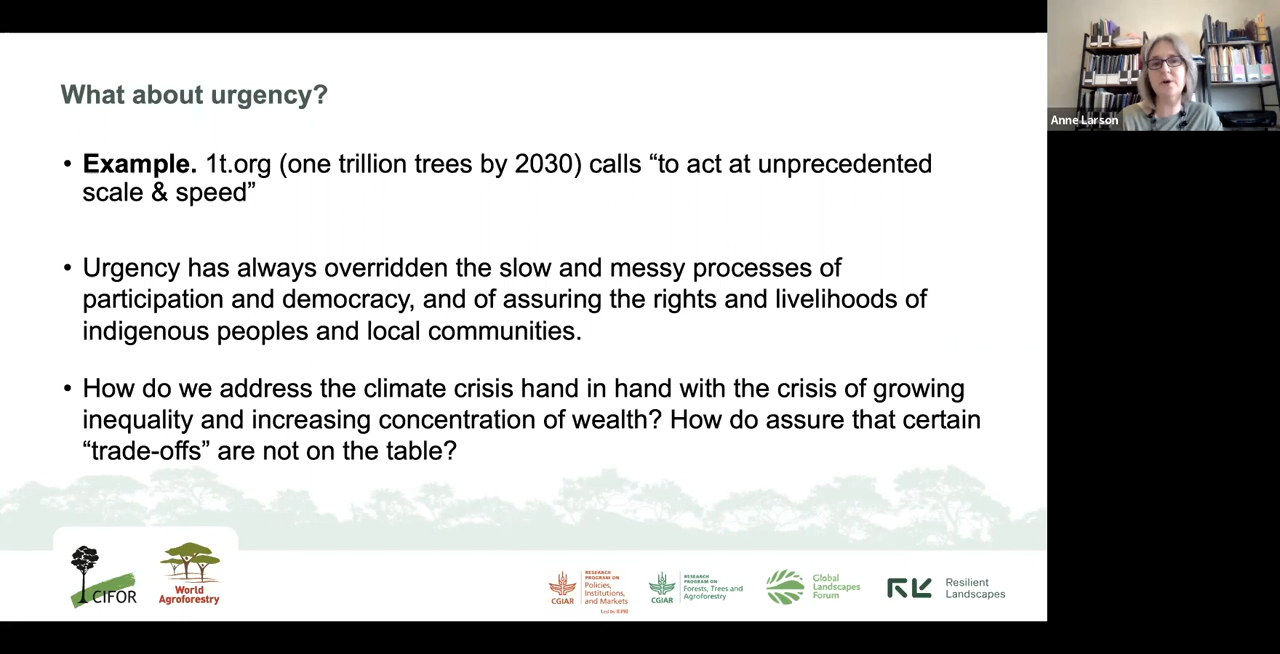 What about urgency?
• Example. 1t.org (one trillion trees by 2030) calls “to act at unprecedented
scale & speed”
• Urgency has always overridden the slow and messy processes of
participation and democracy, and of assuring the rights and livelihoods of
indigenous peoples and local communities.
• How do we address the climate crisis hand in hand with the crisis of growing
inequality and increasing concentration of wealth? How do assure that certain
“trade-offs” are not on the table?
Anne Larson
CIFOR
World
Agroforestry
CGIAR
RESEARCH
PROGRAM ON
Policies,
Institutions,
and Markets
CGIAR
RESEARCH
PROGRAM ON
Forests, Trees and
Agroforestry
Global
Landscapes
Forum
Resilient
Landscapes